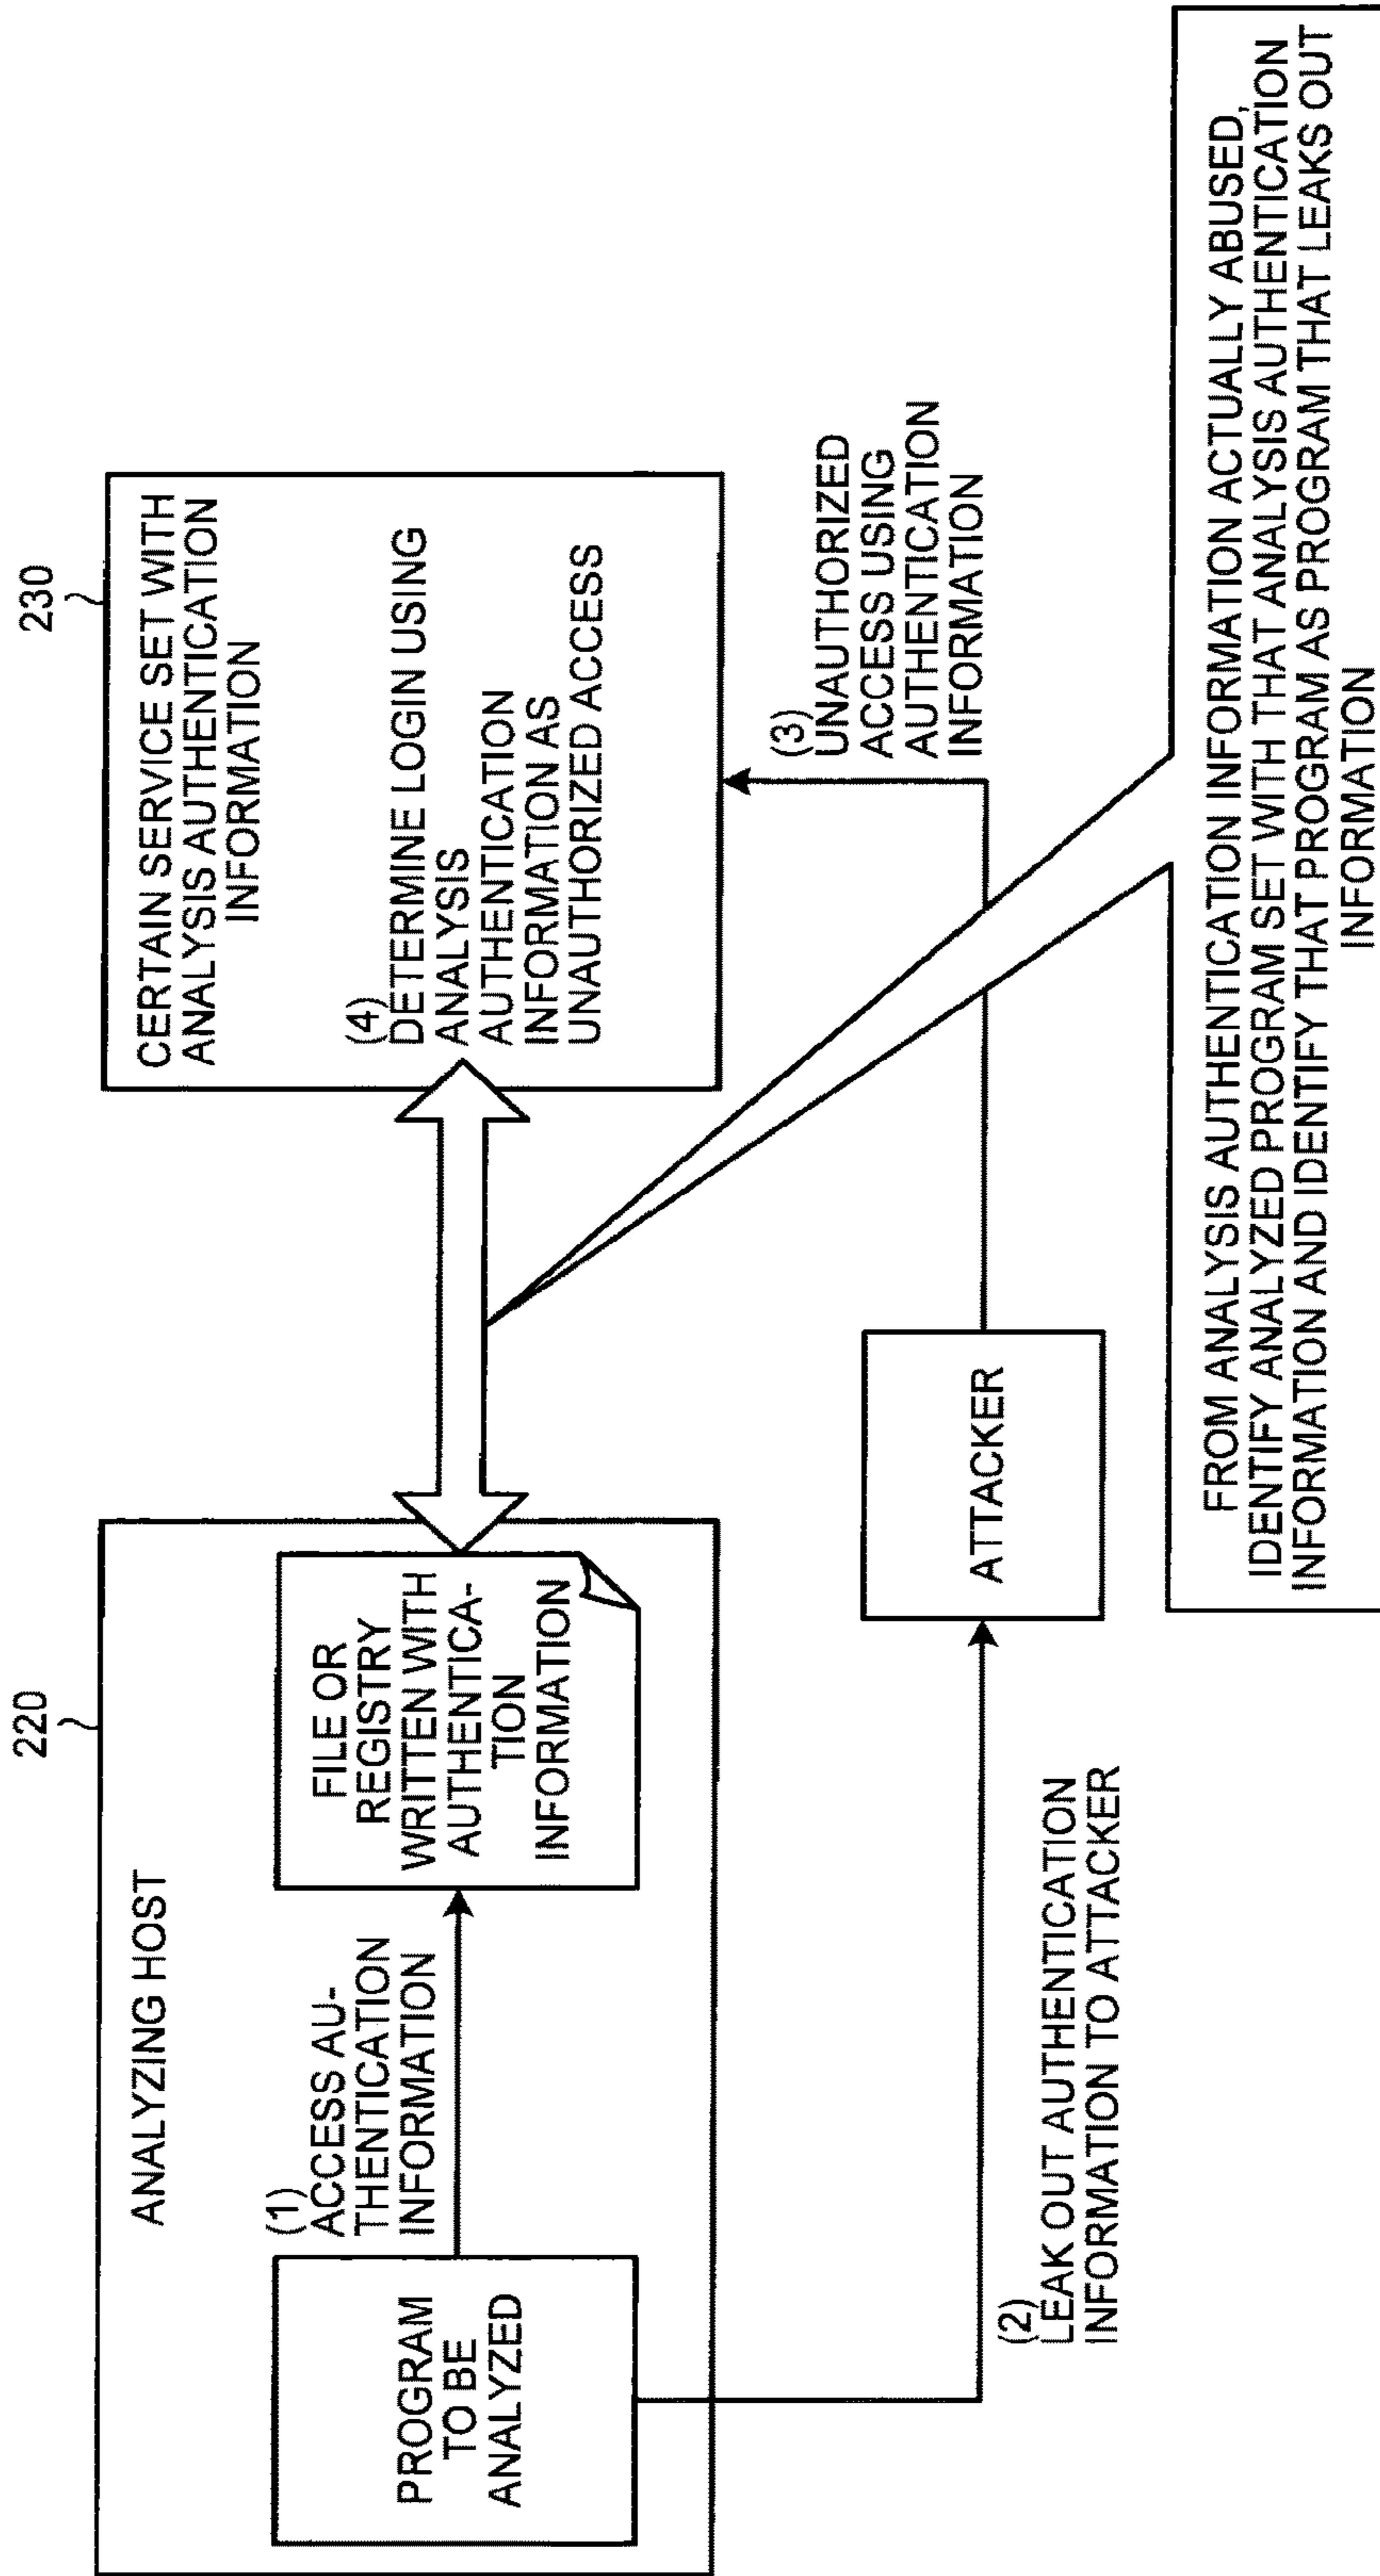 220
ANALYZING HOST
PROGRAM
TO BE
ANALYZED
(1)
ACCESS AU-
THENTICATION
INFORMATION
FILE OR
REGISTRY
WRITTEN WITH
AUTHENTICA-
TION
INFORMATION
230
CERTAIN SERVICE SET WITH
ANALYSIS AUTHENTICATION
INFORMATION
(4)
DETERMINE LOGIN USING
ANALYSIS
AUTHENTICATION
INFORMATION AS
UNAUTHORIZED ACCESS
(3)
UNAUTHORIZED
ACCESS USING
AUTHENTICATION
INFORMATION
ATTACKER
(2)
LEAK OUT AUTHENTICATION
INFORMATION TO ATTACKER
FROM ANALYSIS AUTHENTICATION INFORMATION ACTUALLY ABUSED,
IDENTIFY ANALYZED PROGRAM SET WITH THAT ANALYSIS AUTHENTICATION
INFORMATION AND IDENTIFY THAT PROGRAM AS PROGRAM THAT LEAKS OUT
INFORMATION